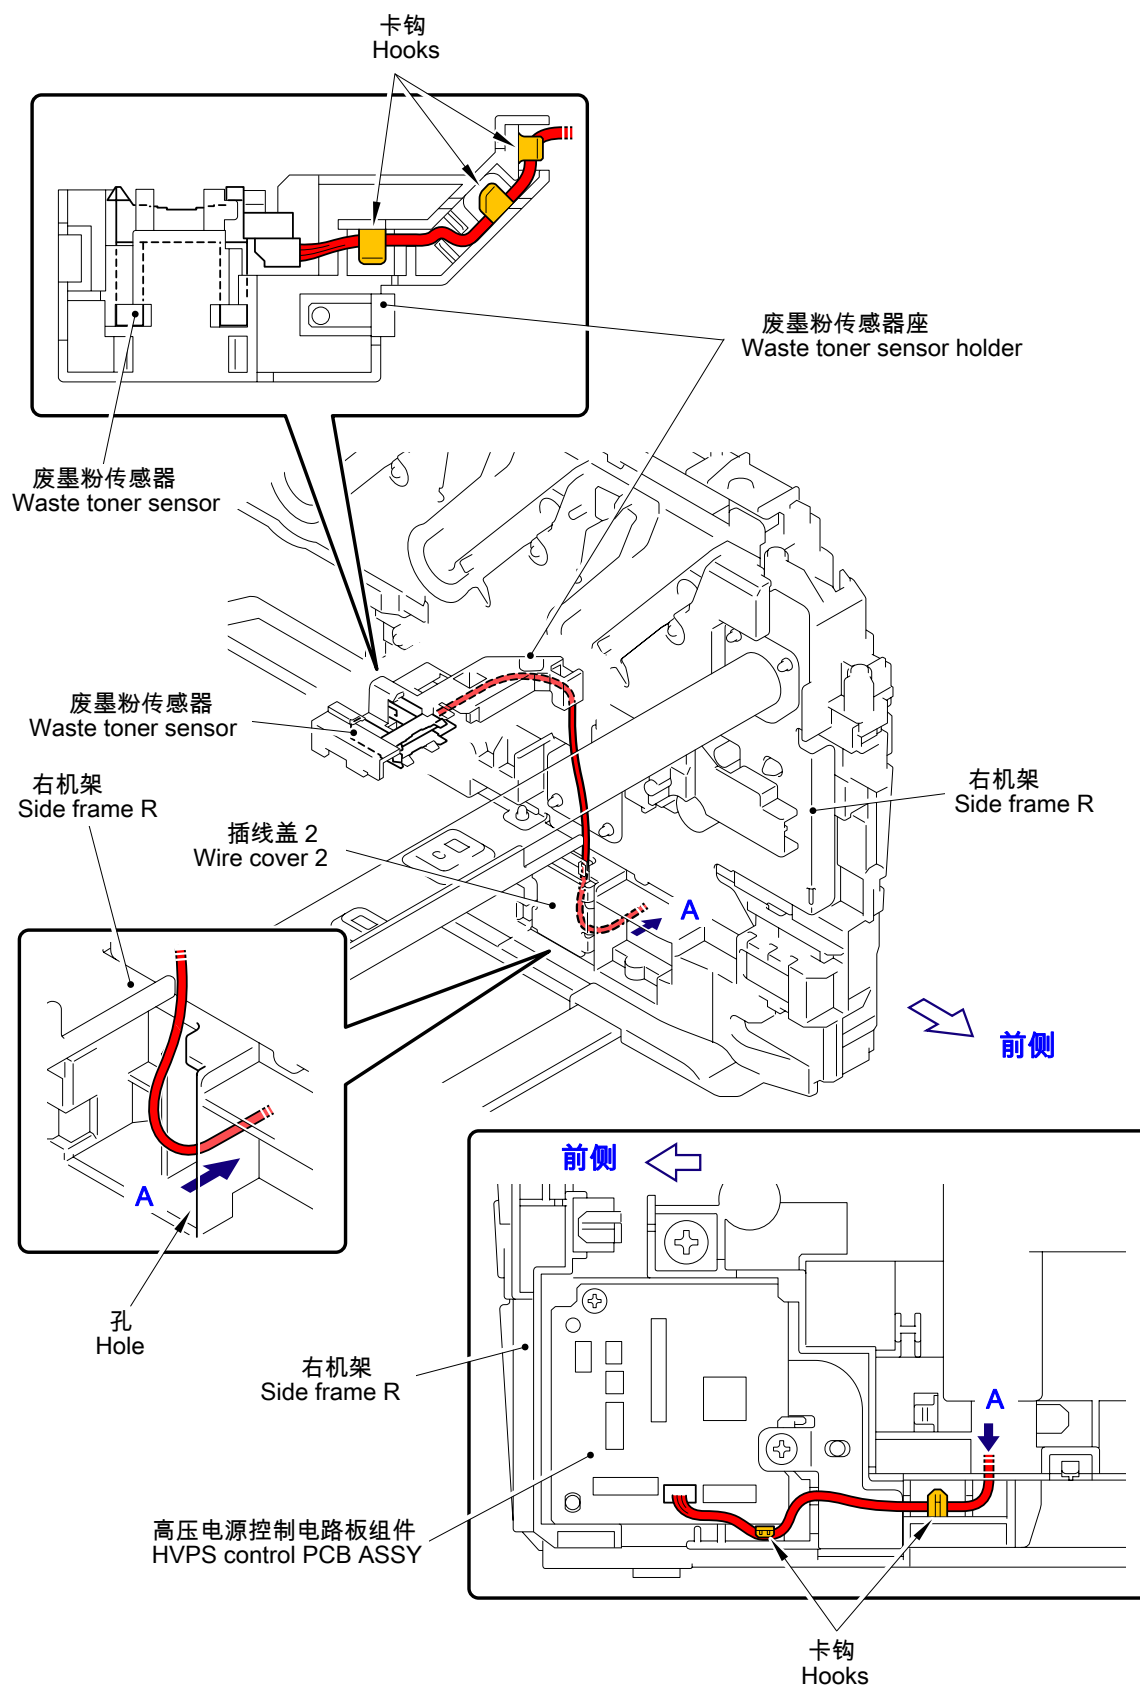 卡钩
Hooks
废墨粉传感器座
Waste toner sensor holder
废墨粉传感器
Waste toner sensor
废墨粉传感器
Waste toner sensor
右机架
Side frame R
右机架
Side frame R
插线盖 2
Wire cover 2
A
前侧
A
前侧
孔
Hole
右机架
Side frame R
A
高压电源控制电路板组件
HVPS control PCB ASSY
卡钩
Hooks